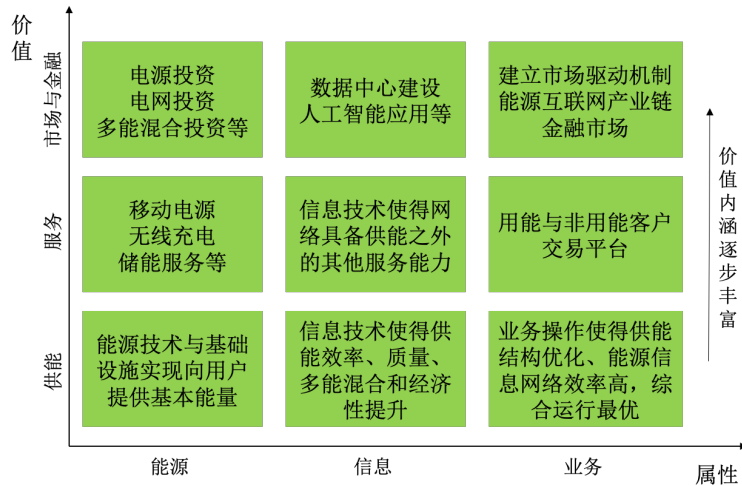 价值
市场与金融
电源投资
电网投资
多能混合投资等
数据中心建设
人工智能应用等
建立市场驱动机制
能源互联网产业链
金融市场
服务
移动电源
无线充电
储能服务等
信息技术使得网
络具备供能之外
的其他服务能力
用能与非用能客户
交易平台
供能
能源技术与基础
设施实现向用户
提供基本能量
信息技术使得供
能效率、质量、
多能混合和经济
性提升
业务操作使得供能
结构优化、能源信
息网络效率高，综
合运行最优
价值内涵逐步丰富
能源
信息
业务
属性